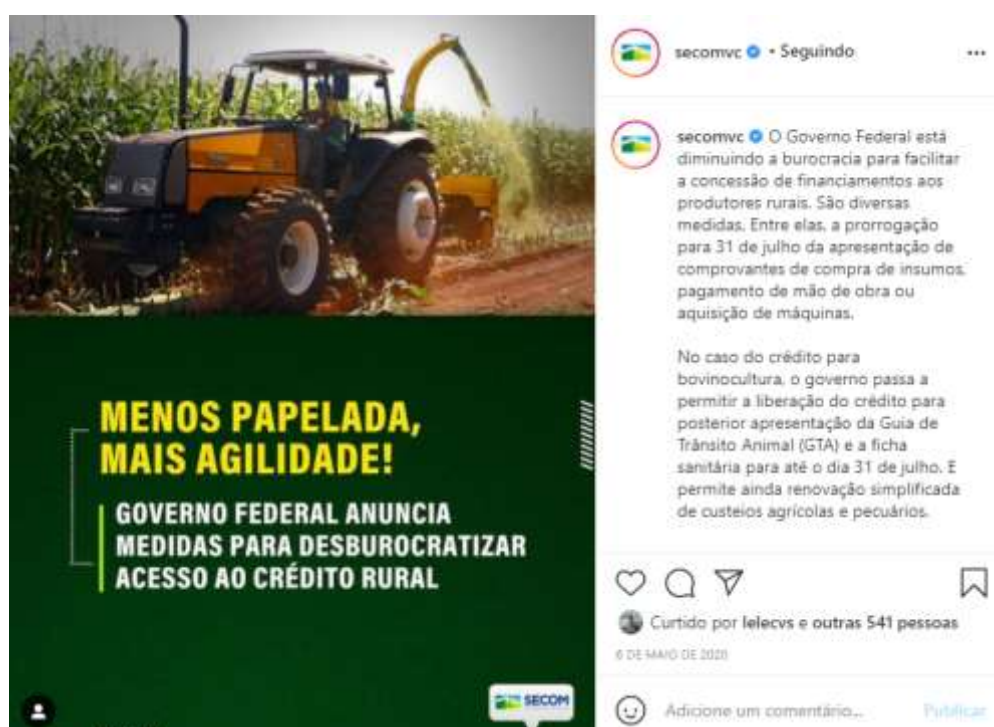 MENOS PAPELADA,
MAIS AGILIDADE!
GOVERNO FEDERAL ANUNCIA
MEDIDAS PARA DESBUROCRATIZAR
ACESSO AO CRÉDITO RURAL
SECOM
secomvc • Seguindo
secomvc O Governo Federal está
diminuindo a burocracia para facilitar
a concessão de financiamentos aos
produtores rurais. São diversas
medidas. Entre elas, a prorrogação
para 31 de julho da apresentação de
comprovantes de compra de insumos,
pagamento de mão de obra ou
aquisição de máquinas.
No caso do crédito para
bovinocultura, o governo passa a
permitir a liberação do crédito para
posterior apresentação da Guia de
Trânsito Animal (GTA) e a ficha
sanitária para até o dia 31 de julho. E
permite ainda renovação simplificada
de custeios agrícolas e pecuários.
Curtido por lelecvs e outras 541 pessoas
6 DE MAIO DE 2020
Adicione um comentário... Publicar